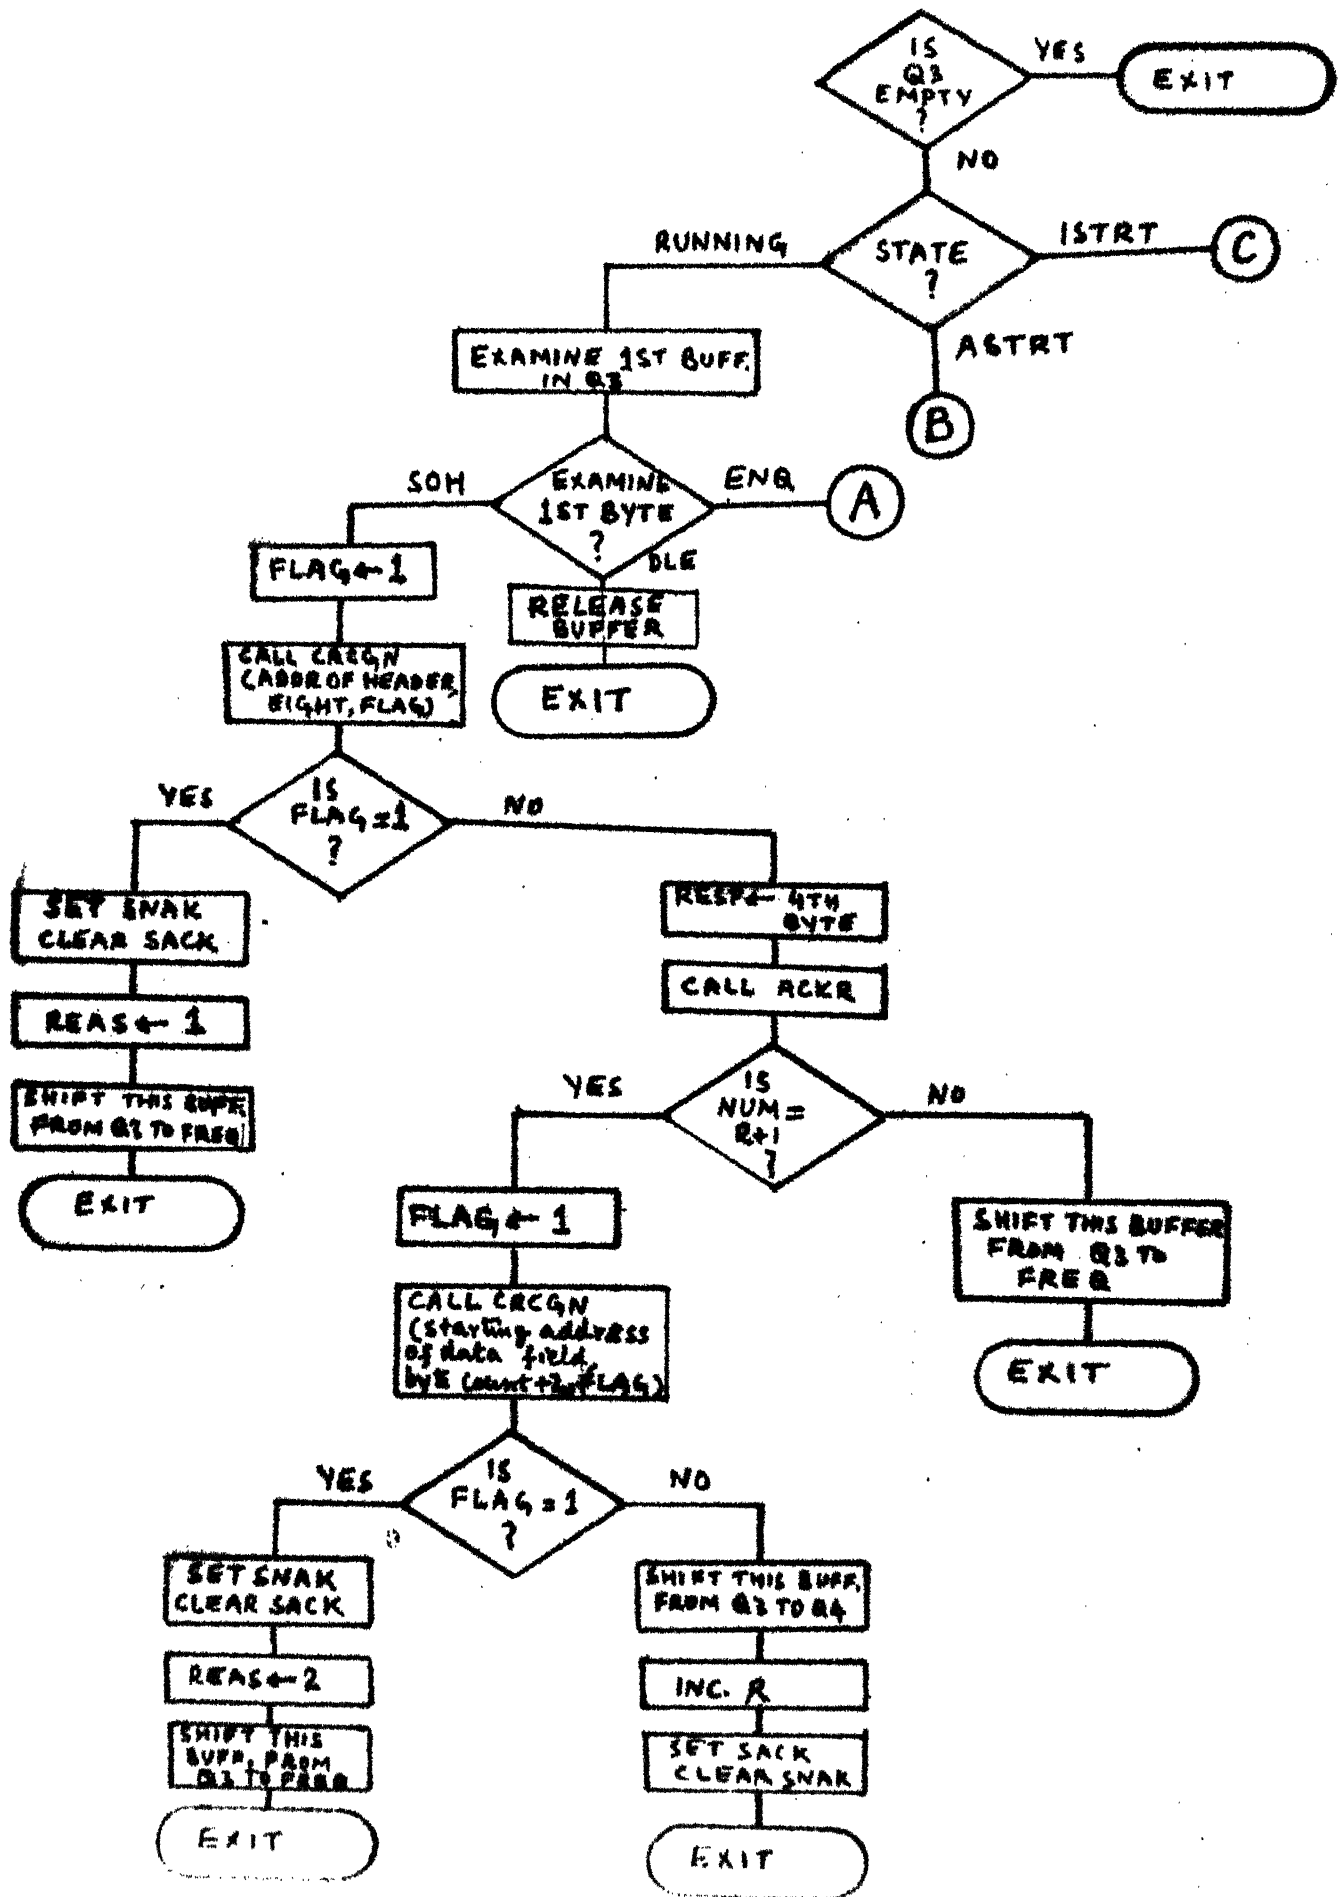 IS
Q3
EMPTY
?
YES
EXIT
NO
STATE
?
RUNNING
ISTRT
C
ASTRT
B
EXAMINE 1ST BUFF.
IN Q3
EXAMINE
1ST BYTE
?
SOH
ENQ
A
DLE
RELEASE
BUFFER
EXIT
FLAG←1
CALL CRCGN
(ADDR OF HEADER,
EIGHT, FLAG)
IS
FLAG=1
?
YES
NO
SET SNAK
CLEAR SACK
REAS←1
SHIFT THIS BUFF.
FROM Q3 TO FREQ
EXIT
RESP← 4TH
BYTE
CALL ACKR
IS
NUM=
R+1
?
YES
NO
FLAG←1
SHIFT THIS BUFFER
FROM Q3 TO
FREQ
EXIT
CALL CRCGN
(starting address
of data field,
byte count+2, FLAG)
IS
FLAG=1
?
YES
NO
SET SNAK
CLEAR SACK
REAS←2
SHIFT THIS
BUFF. FROM
Q3 TO FREQ
EXIT
SHIFT THIS BUFF.
FROM Q3 TO Q4
INC. R
SET SACK
CLEAR SNAK
EXIT